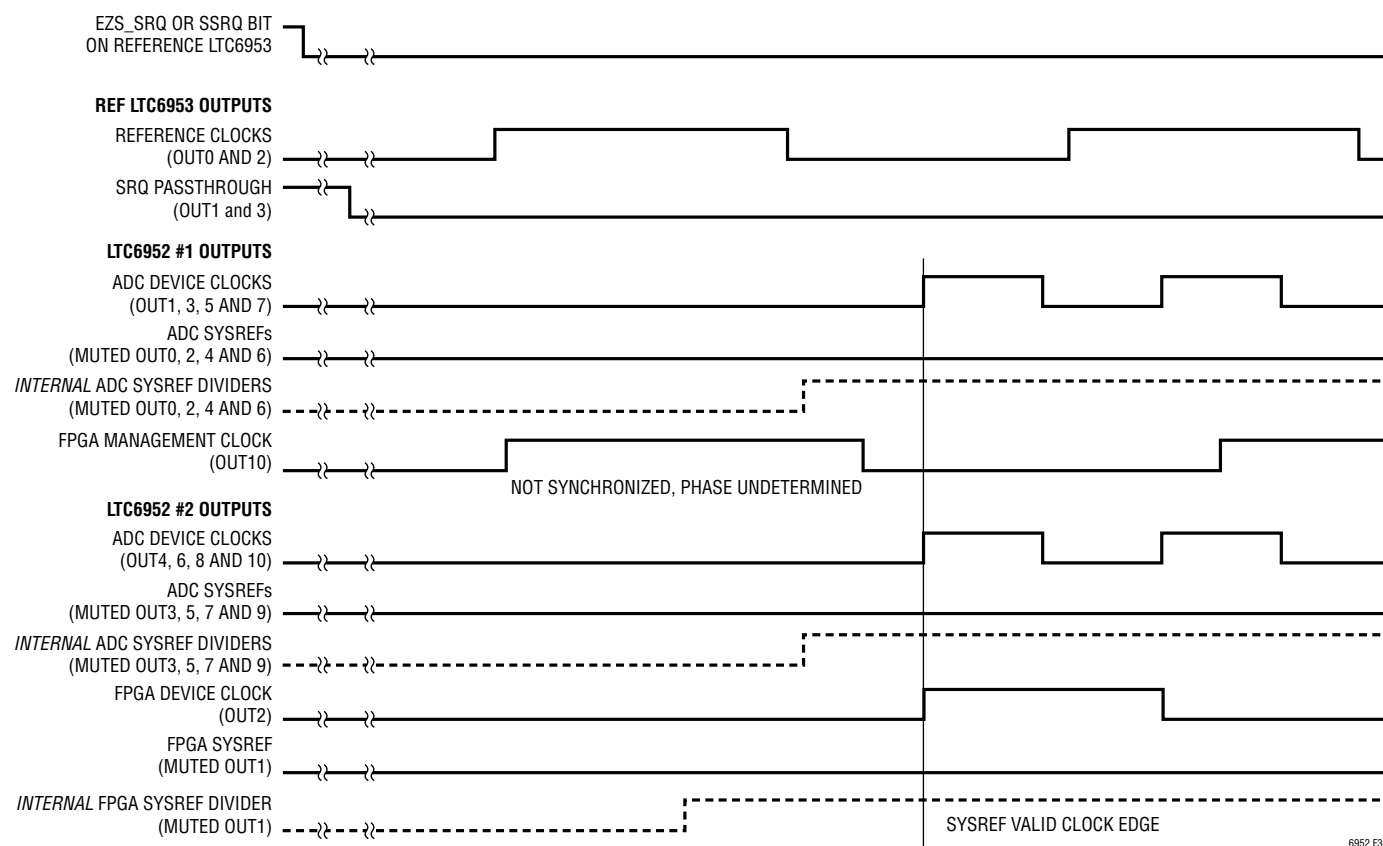 EZS_SRQ OR SSRQ BIT
ON REFERENCE LTC6953
REF LTC6953 OUTPUTS
REFERENCE CLOCKS
(OUT0 AND 2)
SRQ PASSTHROUGH
(OUT1 and 3)
LTC6952 #1 OUTPUTS
ADC DEVICE CLOCKS
(OUT1, 3, 5 AND 7)
ADC SYSREFs
(MUTED OUT0, 2, 4 AND 6)
INTERNAL ADC SYSREF DIVIDERS
(MUTED OUT0, 2, 4 AND 6)
FPGA MANAGEMENT CLOCK
(OUT10)
NOT SYNCHRONIZED, PHASE UNDETERMINED
LTC6952 #2 OUTPUTS
ADC DEVICE CLOCKS
(OUT4, 6, 8 AND 10)
ADC SYSREFs
(MUTED OUT3, 5, 7 AND 9)
INTERNAL ADC SYSREF DIVIDERS
(MUTED OUT3, 5, 7 AND 9)
FPGA DEVICE CLOCK
(OUT2)
FPGA SYSREF
(MUTED OUT1)
INTERNAL FPGA SYSREF DIVIDER
(MUTED OUT1)
SYSREF VALID CLOCK EDGE